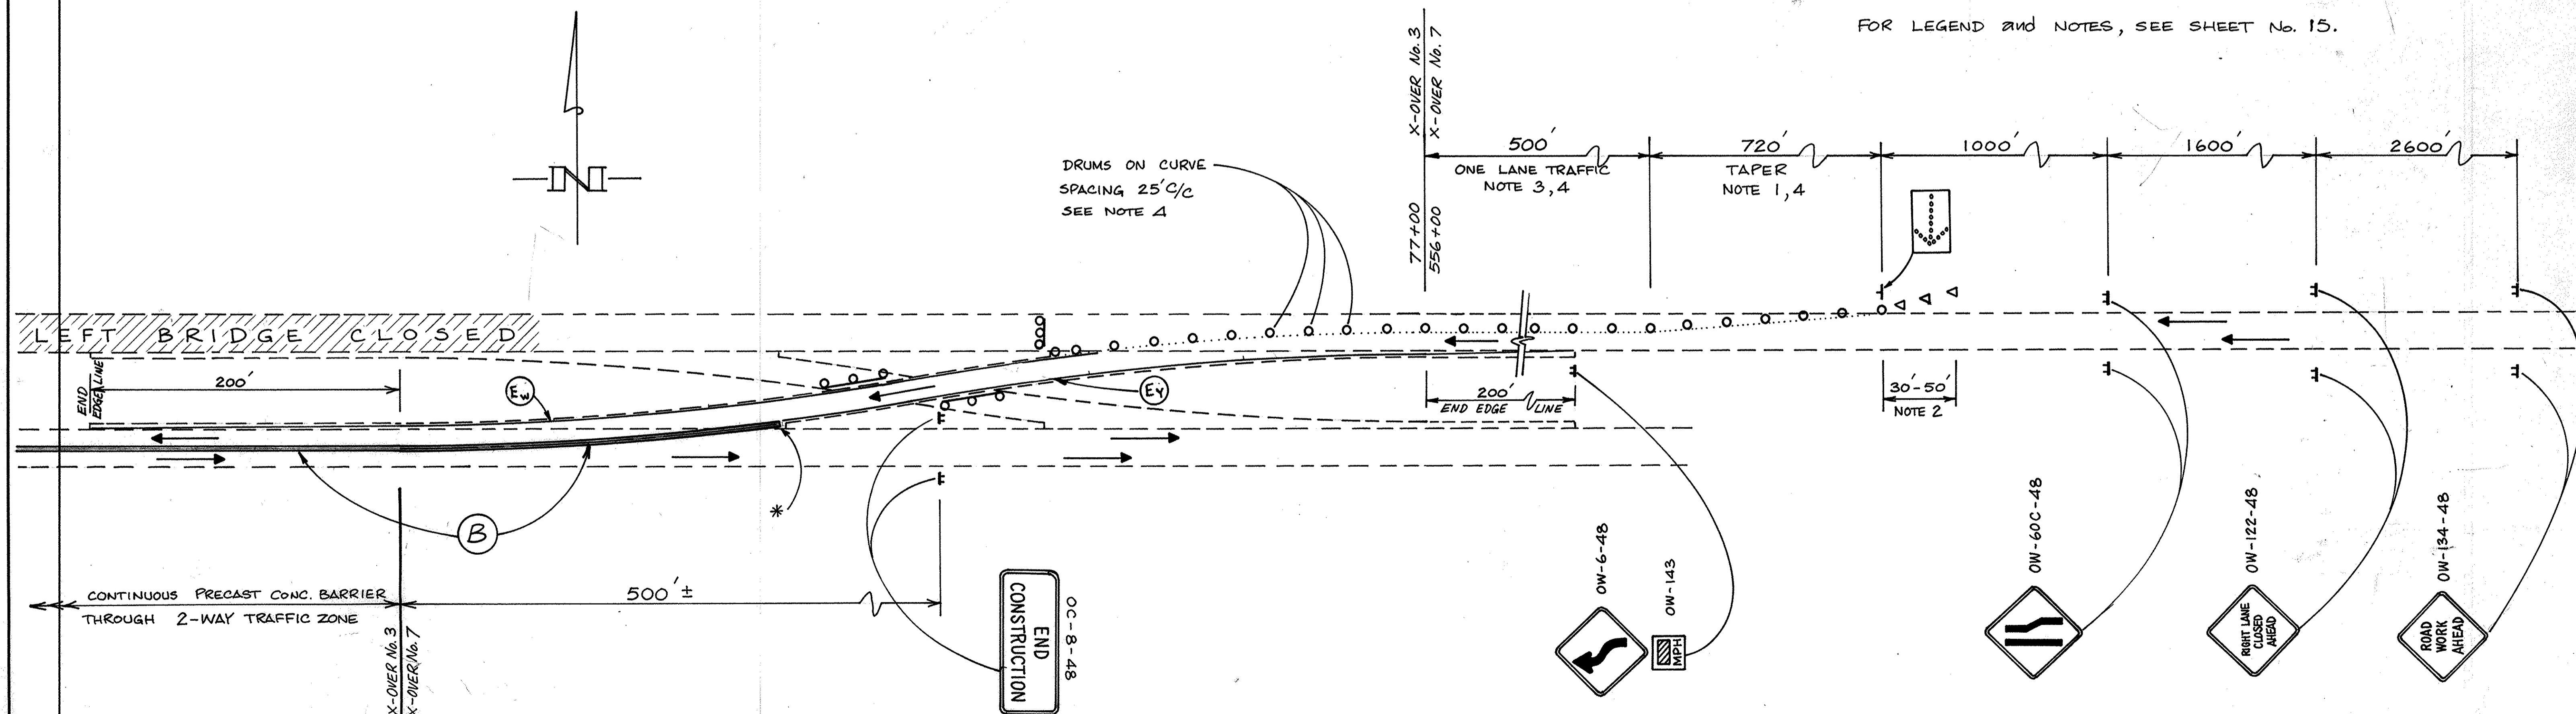 FOR LEGEND and NOTES, SEE SHEET No. 15.
X-OVER No. 3
X-OVER No. 7
77+00
556+00
500'
ONE LANE TRAFFIC
NOTE 3,4
720'
TAPER
NOTE 1,4
1000'
1600'
2600'
N
DRUMS ON CURVE
SPACING 25' C/C
SEE NOTE 4
LEFT BRIDGE CLOSED
END
EDGE LINE
200'
EW
EY
200'
END EDGE LINE
30'-50'
NOTE 2
B
*
CONTINUOUS PRECAST CONC. BARRIER
THROUGH 2-WAY TRAFFIC ZONE
500'±
X-OVER No. 3
X-OVER No. 7
END
CONSTRUCTION
OC-8-48
OW-6-48
OW-143
MPH
OW-60C-48
OW-122-48
RIGHT LANE
CLOSED
AHEAD
OW-134-48
ROAD
WORK
AHEAD